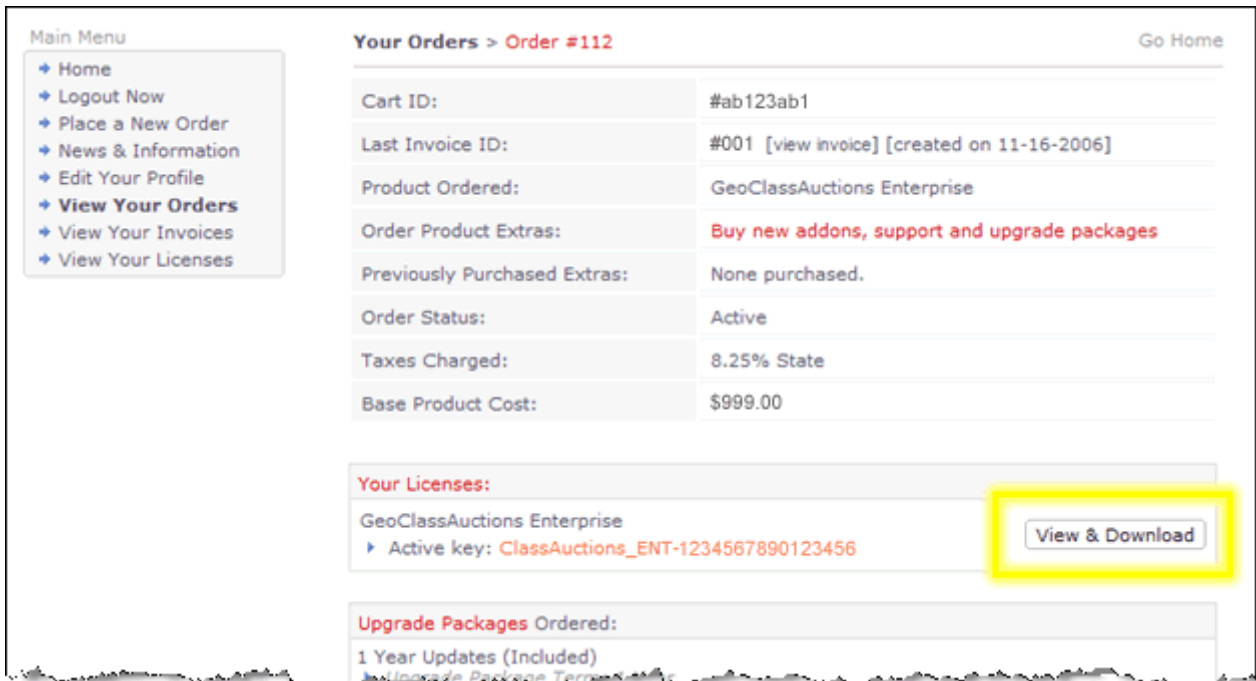 Main Menu
Home
Logout Now
Place a New Order
News & Information
Edit Your Profile
View Your Orders
View Your Invoices
View Your Licenses
Your Orders > Order #112
Go Home
Cart ID: #ab123ab1
Last Invoice ID: #001 [view invoice] [created on 11-16-2006]
Product Ordered: GeoClassAuctions Enterprise
Order Product Extras: Buy new addons, support and upgrade packages
Previously Purchased Extras: None purchased.
Order Status: Active
Taxes Charged: 8.25% State
Base Product Cost: $999.00
Your Licenses:
GeoClassAuctions Enterprise
Active key: ClassAuctions_ENT-1234567890123456
View & Download
Upgrade Packages Ordered:
1 Year Updates (Included)
Upgrade Package Term